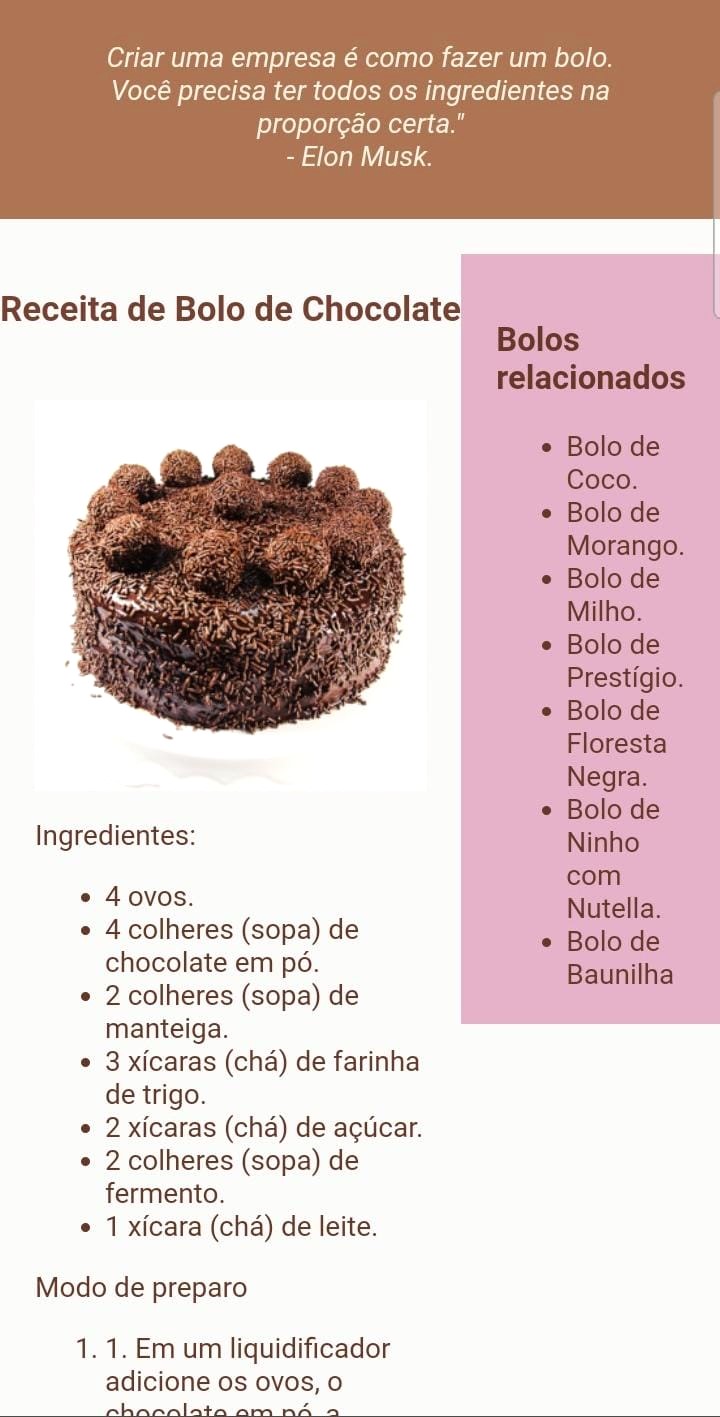 Criar uma empresa é como fazer um bolo.
Você precisa ter todos os ingredientes na
proporção certa."
- Elon Musk.
Receita de Bolo de Chocolate
Ingredientes:
• 4 ovos.
• 4 colheres (sopa) de
chocolate em pó.
• 2 colheres (sopa) de
manteiga.
• 3 xícaras (chá) de farinha
de trigo.
• 2 xícaras (chá) de açúcar.
• 2 colheres (sopa) de
fermento.
• 1 xícara (chá) de leite.
Modo de preparo
1. 1. Em um liquidificador
adicione os ovos, o
chocolate em pó, a
Bolos
relacionados
• Bolo de
Coco.
• Bolo de
Morango.
• Bolo de
Milho.
• Bolo de
Prestígio.
• Bolo de
Floresta
Negra.
• Bolo de
Ninho
com
Nutella.
• Bolo de
Baunilha